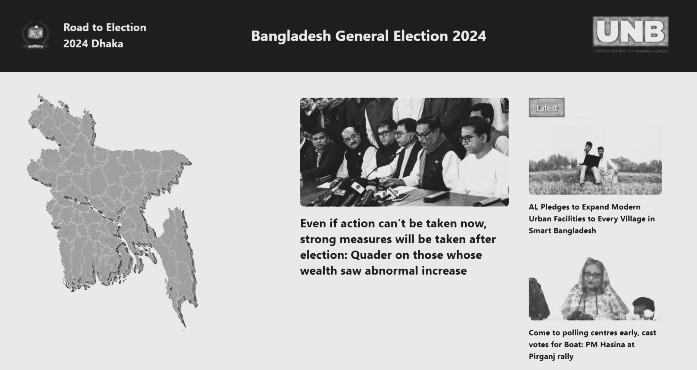 Road to Election
2024 Dhaka
Bangladesh General Election 2024
UNB
Even if action can't be taken now,
strong measures will be taken after
election: Quader on those whose
wealth saw abnormal increase
Latest
AL Pledges to Expand Modern
Urban Facilities to Every Village in
Smart Bangladesh
Come to polling centres early, cast
votes for Boat: PM Hasina at
Pirganj rally